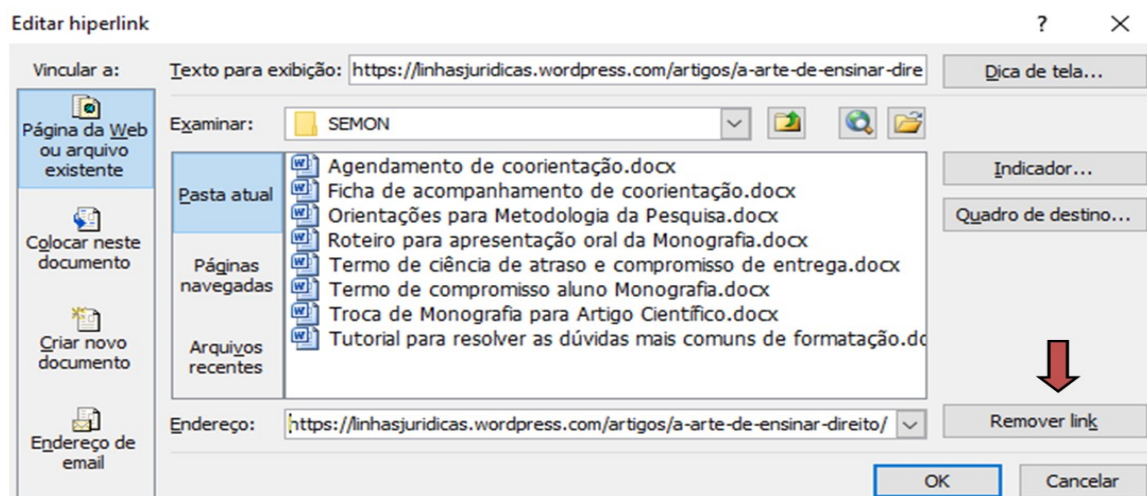 Editar hiperlink
?
Vincular a:
Texto para exibição: https://linhasjuridicas.wordpress.com/artigos/a-arte-de-ensinar-dire
Dica de tela...
Página da Web
ou arquivo
existente
Examinar:
SEMON
Pasta atual
Agendamento de coorientação.docx
Ficha de acompanhamento de coorientação.docx
Orientações para Metodologia da Pesquisa.docx
Roteiro para apresentação oral da Monografia.docx
Termo de ciência de atraso e compromisso de entrega.docx
Termo de compromisso aluno Monografia.docx
Troca de Monografia para Artigo Científico.docx
Tutorial para resolver as dúvidas mais comuns de formatação.do
Indicador...
Quadro de destino...
Colocar neste
documento
Páginas
navegadas
Criar novo
documento
Arquivos
recentes
Endereço: https://linhasjuridicas.wordpress.com/artigos/a-arte-de-ensinar-direito/
Remover link
Endereço de
email
OK
Cancelar